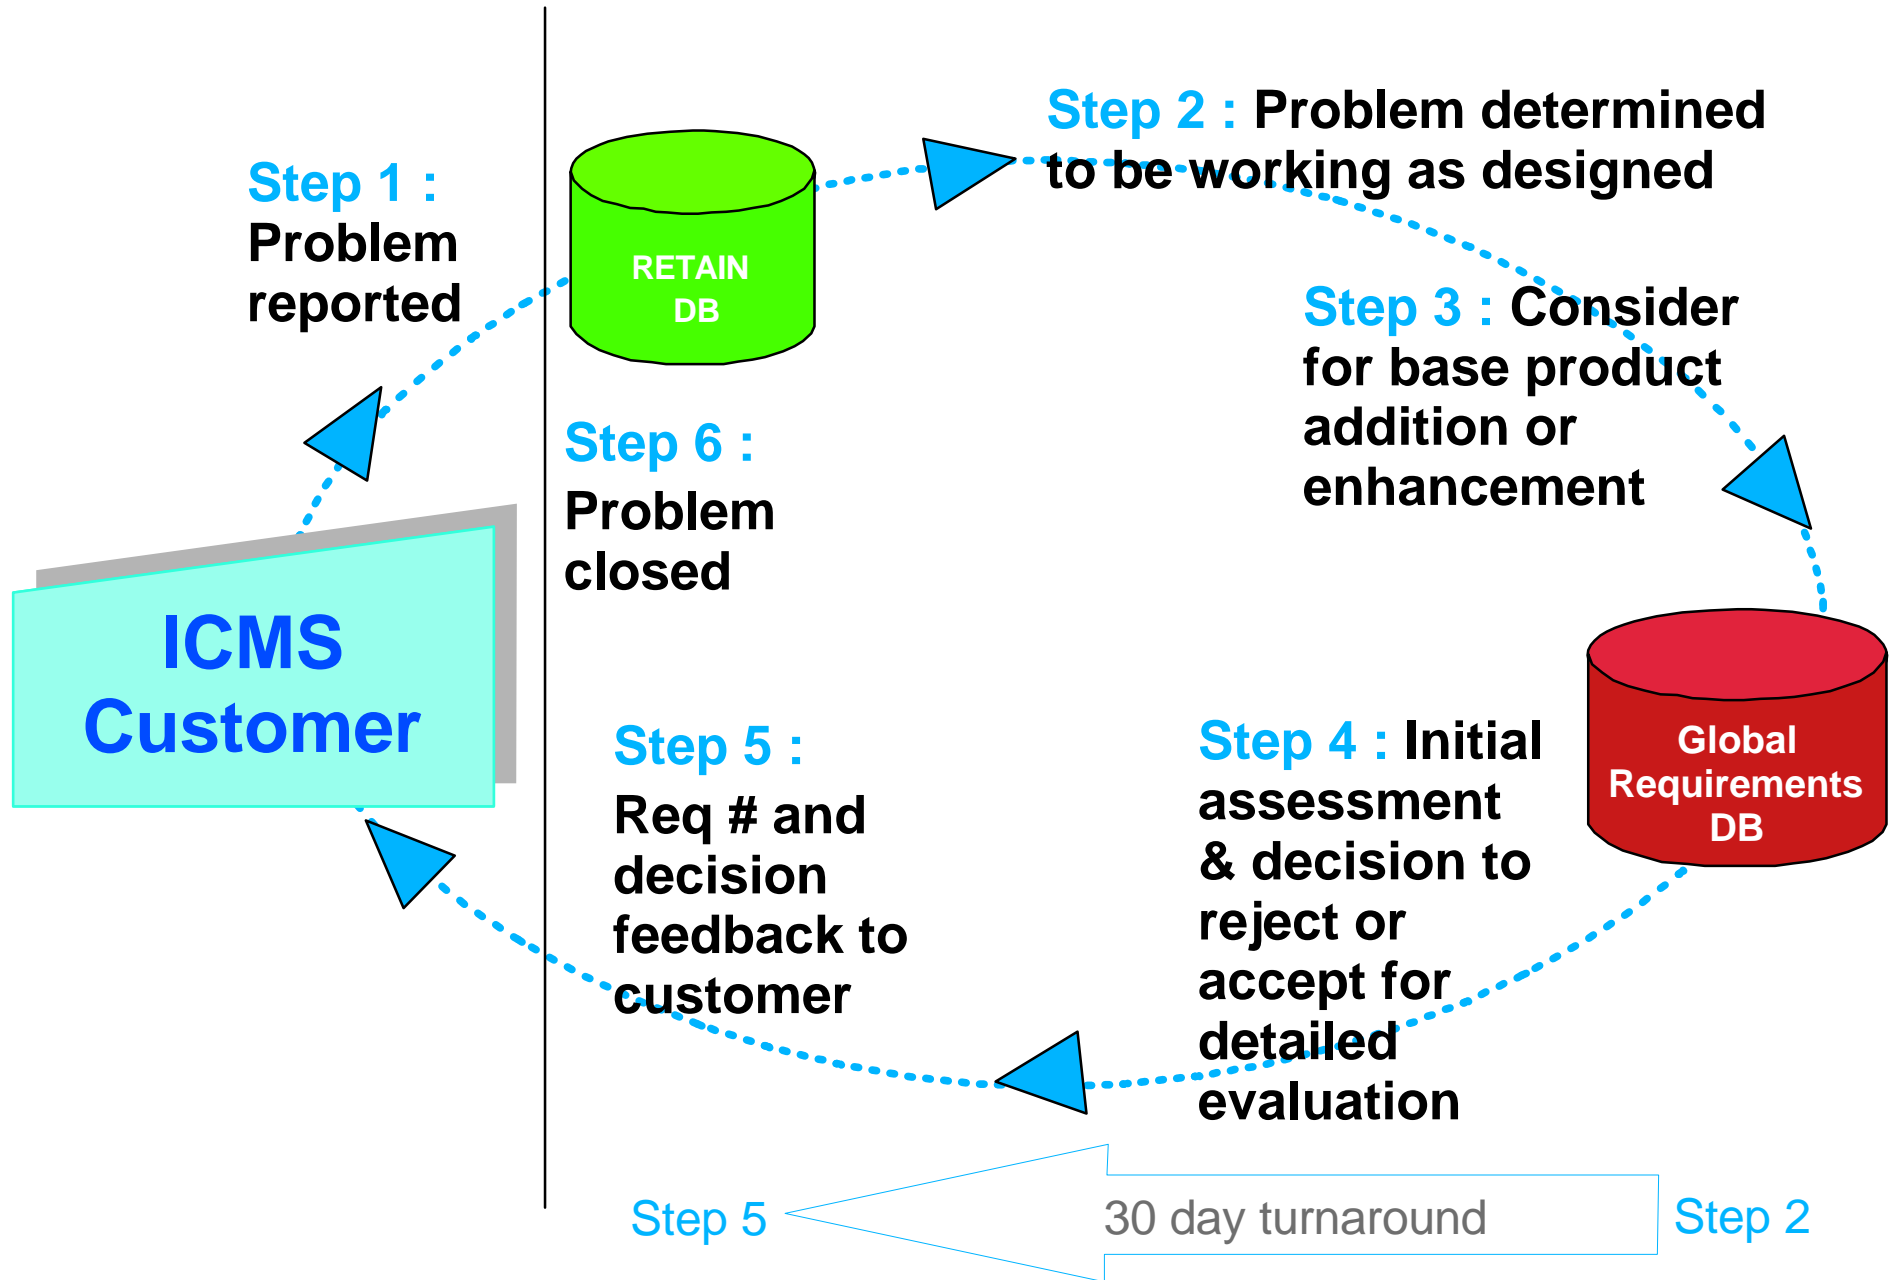 Step 1 :
Problem
reported
RETAIN
DB
Step 2 : Problem determined
to be working as designed
Step 3 : Consider
for base product
addition or
enhancement
Global
Requirements
DB
Step 4 : Initial
assessment
& decision to
reject or
accept for
detailed
evaluation
Step 5 :
Req # and
decision
feedback to
customer
Step 6 :
Problem
closed
ICMS
Customer
Step 5
30 day turnaround
Step 2